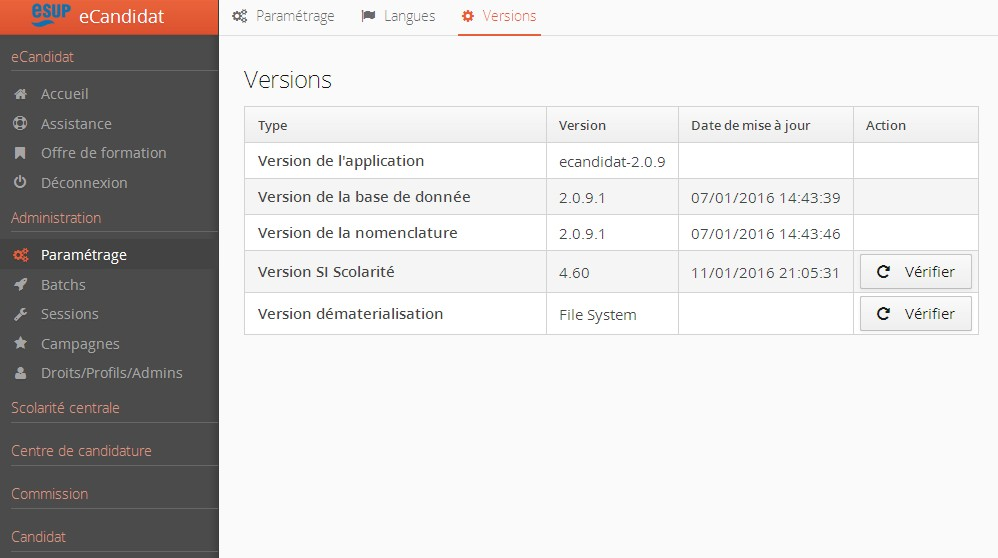 esup eCandidat
Paramétrage Langues Versions
eCandidat
Accueil
Assistance
Offre de formation
Déconnexion
Administration
Paramétrage
Batchs
Sessions
Campagnes
Droits/Profils/Admins
Scolarité centrale
Centre de candidature
Commission
Candidat
Versions
Type Version Date de mise à jour Action
Version de l'application ecandidat-2.0.9
Version de la base de donnée 2.0.9.1 07/01/2016 14:43:39
Version de la nomenclature 2.0.9.1 07/01/2016 14:43:46
Version SI Scolarité 4.60 11/01/2016 21:05:31 Vérifier
Version dématerialisation File System Vérifier